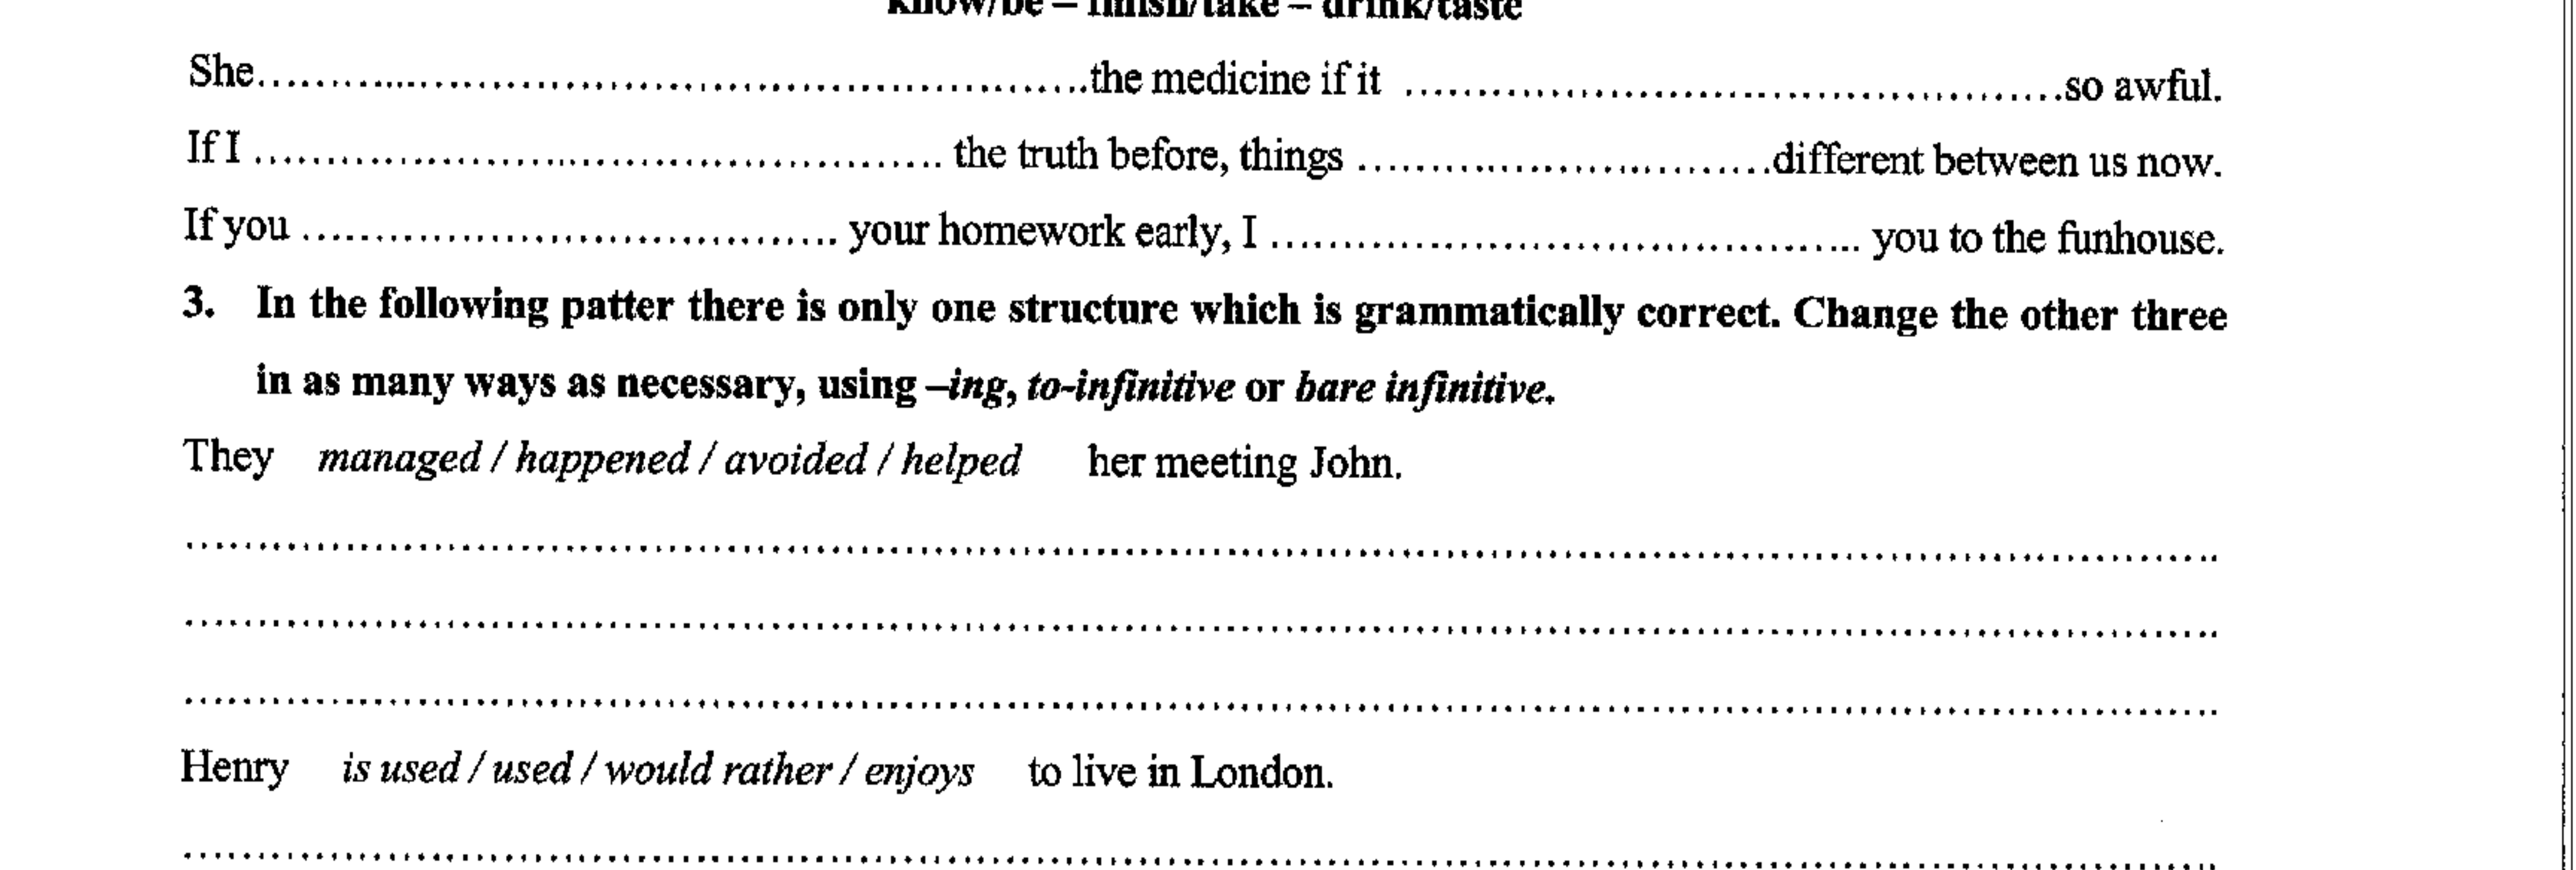 know/be – finish/take – drink/taste
She..........................................................the medicine if it ..............................................so awful.
If I ................................................ the truth before, things .............................different between us now.
If you ..................................... your homework early, I ......................................... you to the funhouse.
3. In the following patter there is only one structure which is grammatically correct. Change the other three
in as many ways as necessary, using –ing, to-infinitive or bare infinitive.
They managed / happened / avoided / helped her meeting John.
Henry is used / used / would rather / enjoys to live in London.